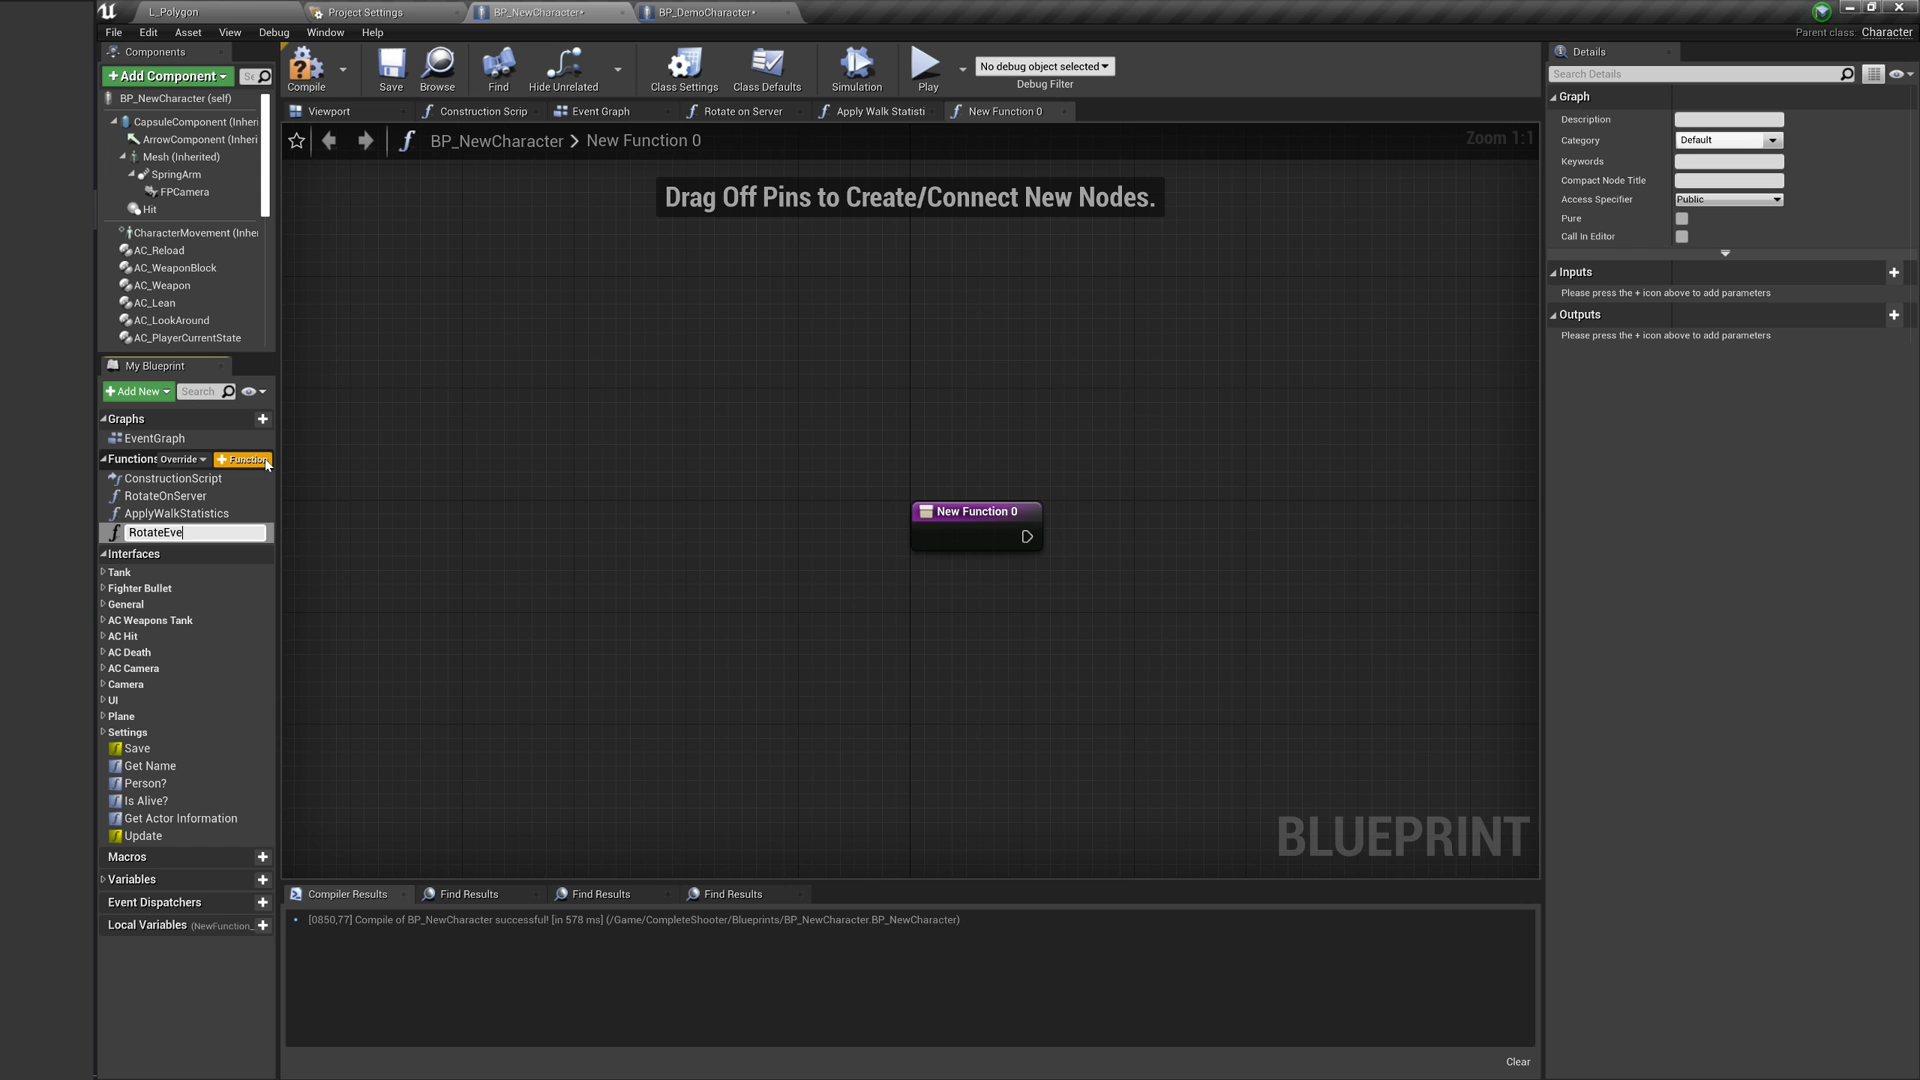 L_Polygon
Project Settings
BP_NewCharacter•
BP_DemoCharacter•
File Edit Asset View Debug Window Help
Parent class: Character
Components
Add Component
BP_NewCharacter (self)
CapsuleComponent (Inheri
ArrowComponent (Inheri
Mesh (Inherited)
SpringArm
FPCamera
Hit
CharacterMovement (Inher
AC_Reload
AC_WeaponBlock
AC_Weapon
AC_Lean
AC_LookAround
AC_PlayerCurrentState
My Blueprint
Add New
Search
Graphs
EventGraph
Functions Override Function
ConstructionScript
RotateOnServer
ApplyWalkStatistics
RotateEve
Interfaces
Tank
Fighter Bullet
General
AC Weapons Tank
AC Hit
AC Death
AC Camera
Camera
UI
Plane
Settings
Save
Get Name
Person?
Is Alive?
Get Actor Information
Update
Macros
Variables
Event Dispatchers
Local Variables (NewFunction_
Compile
Save
Browse
Find
Hide Unrelated
Class Settings
Class Defaults
Simulation
Play
No debug object selected
Debug Filter
Viewport
Construction Scrip
Event Graph
Rotate on Server
Apply Walk Statisti
New Function 0
BP_NewCharacter > New Function 0
Zoom 1:1
Drag Off Pins to Create/Connect New Nodes.
New Function 0
BLUEPRINT
Compiler Results
Find Results
Find Results
Find Results
[0850,77] Compile of BP_NewCharacter successful! [in 578 ms] (/Game/CompleteShooter/Blueprints/BP_NewCharacter.BP_NewCharacter)
Clear
Details
Search Details
Graph
Description
Category Default
Keywords
Compact Node Title
Access Specifier Public
Pure
Call In Editor
Inputs
Please press the + icon above to add parameters
Outputs
Please press the + icon above to add parameters